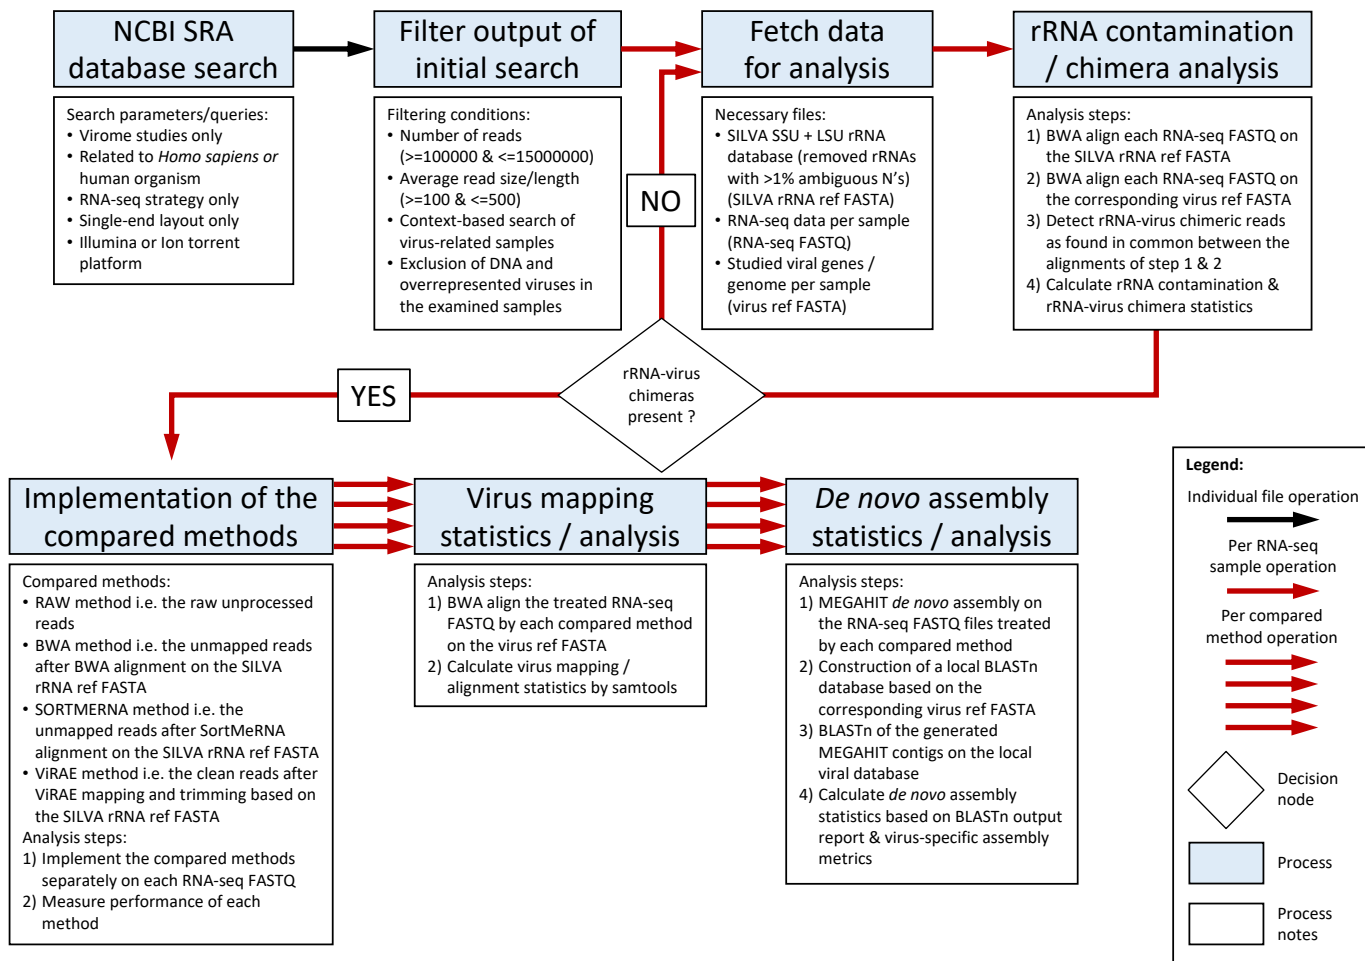 NCBI SRA
database search
Search parameters/queries:
• Virome studies only
• Related to Homo sapiens or
human organism
• RNA-seq strategy only
• Single-end layout only
• Illumina or Ion torrent
platform
Filter output of
initial search
Filtering conditions:
• Number of reads
(>=100000 & <=15000000)
• Average read size/length
(>=100 & <=500)
• Context-based search of
virus-related samples
• Exclusion of DNA and
overrepresented viruses in
the examined samples
Fetch data
for analysis
Necessary files:
• SILVA SSU + LSU rRNA
database (removed rRNAs
with >1% ambiguous N's)
(SILVA rRNA ref FASTA)
• RNA-seq data per sample
(RNA-seq FASTQ)
• Studied viral genes /
genome per sample
(virus ref FASTA)
rRNA contamination
/ chimera analysis
Analysis steps:
1) BWA align each RNA-seq FASTQ on
the SILVA rRNA ref FASTA
2) BWA align each RNA-seq FASTQ on
the corresponding virus ref FASTA
3) Detect rRNA-virus chimeric reads
as found in common between the
alignments of step 1 & 2
4) Calculate rRNA contamination &
rRNA-virus chimera statistics
NO
YES
rRNA-virus
chimeras
present ?
Implementation of the
compared methods
Compared methods:
• RAW method i.e. the raw unprocessed
reads
• BWA method i.e. the unmapped reads
after BWA alignment on the SILVA
rRNA ref FASTA
• SORTMERNA method i.e. the
unmapped reads after SortMeRNA
alignment on the SILVA rRNA ref FASTA
• ViRAE method i.e. the clean reads after
ViRAE mapping and trimming based on
the SILVA rRNA ref FASTA
Analysis steps:
1) Implement the compared methods
separately on each RNA-seq FASTQ
2) Measure performance of each
method
Virus mapping
statistics / analysis
Analysis steps:
1) BWA align the treated RNA-seq
FASTQ by each compared method
on the virus ref FASTA
2) Calculate virus mapping /
alignment statistics by samtools
De novo assembly
statistics / analysis
Analysis steps:
1) MEGAHIT de novo assembly on
the RNA-seq FASTQ files treated
by each compared method
2) Construction of a local BLASTn
database based on the
corresponding virus ref FASTA
3) BLASTn of the generated
MEGAHIT contigs on the local
viral database
4) Calculate de novo assembly
statistics based on BLASTn output
report & virus-specific assembly
metrics
Legend:
Individual file operation
Per RNA-seq
sample operation
Per compared
method operation
Decision
node
Process
Process
notes